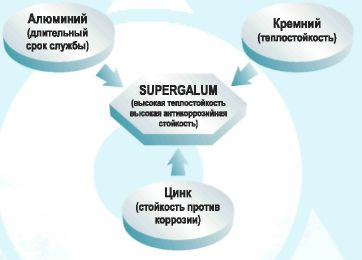 Алюминий
(длительный
срок службы)
Кремний
(теплостойкость)
SUPERGALUM
(высокая теплостойкость
высокая антикоррозийная
стойкость)
Цинк
(стойкость против
коррозии)